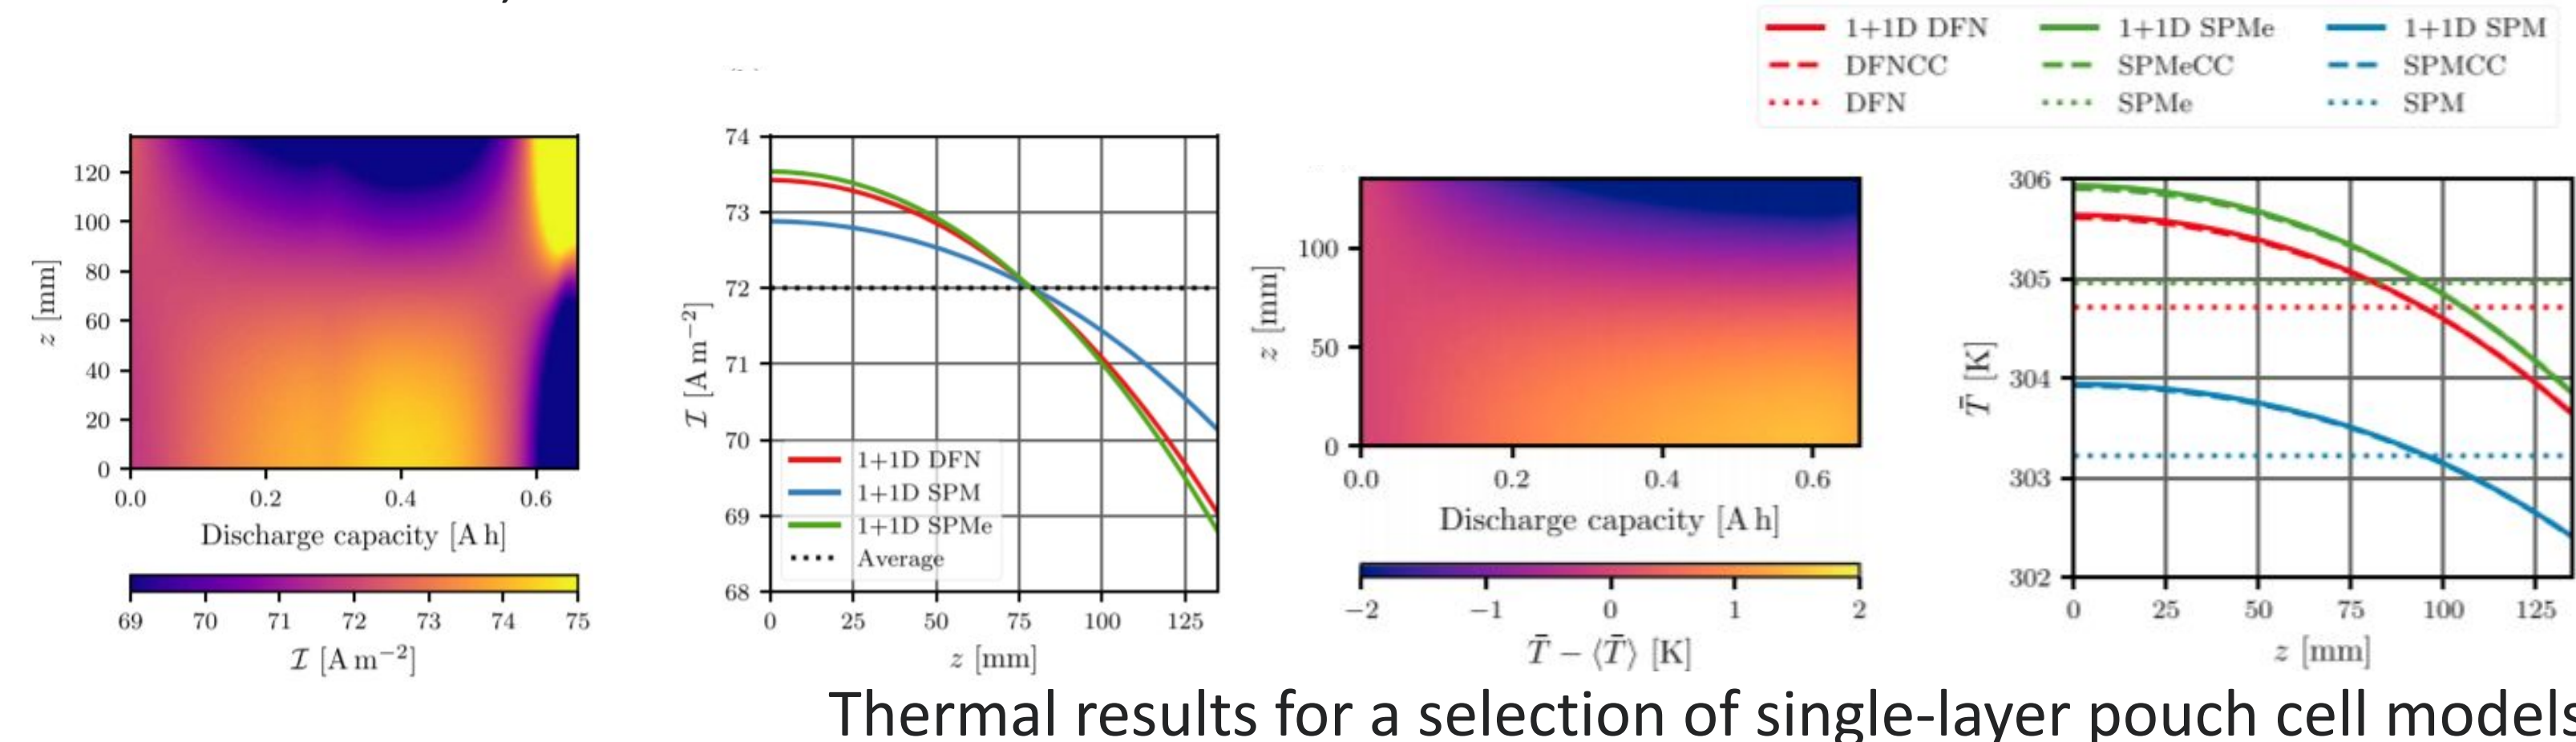 1+1D DFN 1+1D SPMe 1+1D SPM
DFNCC SPMeCC SPMCC
DFN SPMe SPM
z [mm]
120
100
80
60
40
20
0
0.0 0.2 0.4 0.6
Discharge capacity [A h]
69 70 71 72 73 74 75
𝓘 [A m⁻²]
𝓘 [A m⁻²]
74
73
72
71
70
69
68
1+1D DFN
1+1D SPM
1+1D SPMe
Average
0 25 50 75 100 125
z [mm]
z [mm]
100
50
0
0.0 0.2 0.4 0.6
Discharge capacity [A h]
−2 −1 0 1 2
T̄ − ⟨T̄⟩ [K]
T̄ [K]
306
305
304
303
302
0 25 50 75 100 125
z [mm]
Thermal results for a selection of single-layer pouch cell models